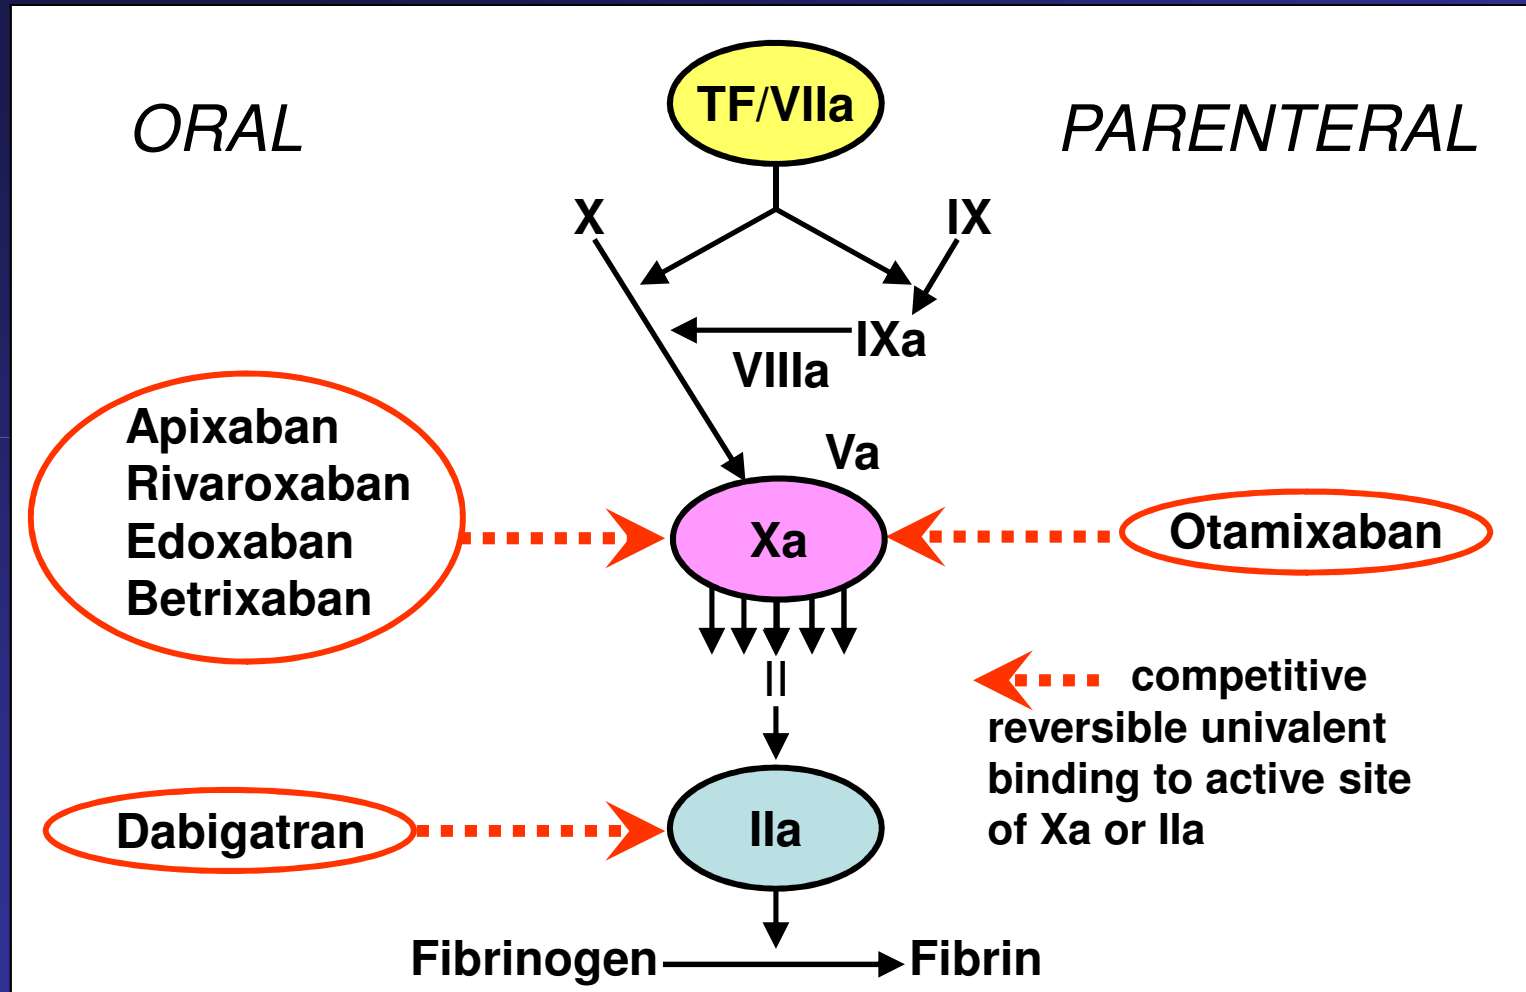 ORAL
TF/VIIa
PARENTERAL
X
IX
IXa
VIIIa
Va
Apixaban
Rivaroxaban
Edoxaban
Betrixaban
Xa
Otamixaban
II
competitive
reversible univalent
binding to active site
of Xa or IIa
Dabigatran
IIa
Fibrinogen
Fibrin